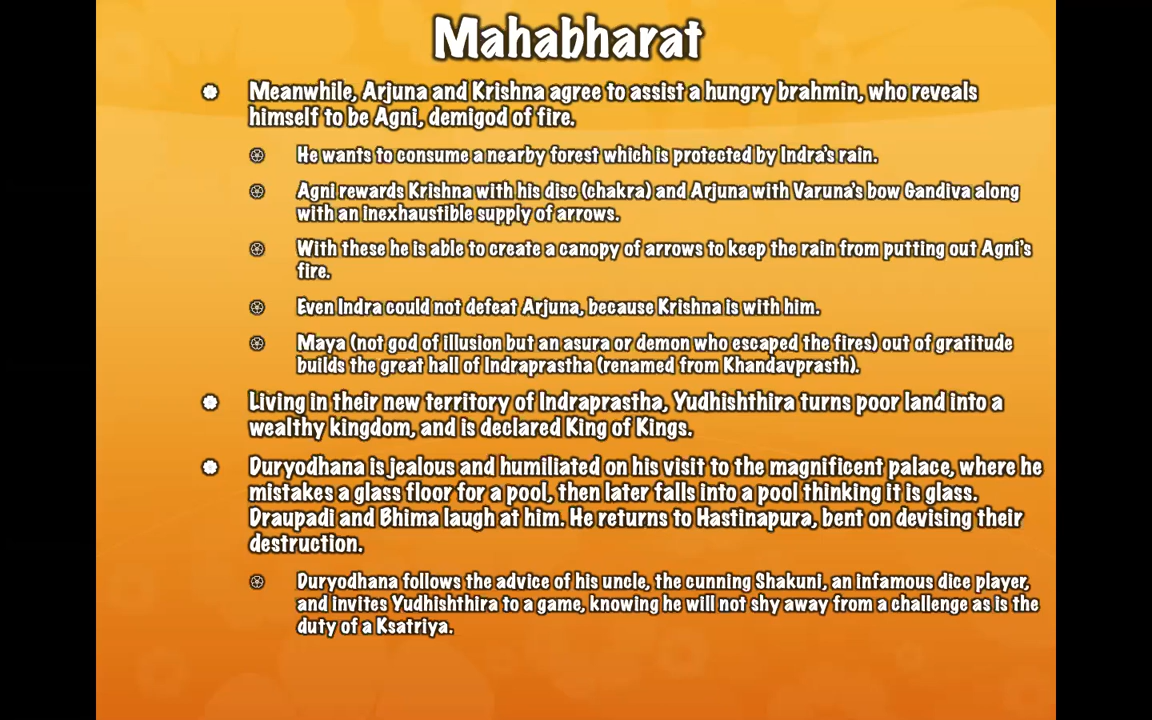 Mahabharat
Meanwhile, Arjuna and Krishna agree to assist a hungry brahmin, who reveals
himself to be Agni, demigod of fire.
He wants to consume a nearby forest which is protected by Indra's rain.
Agni rewards Krishna with his disc (chakra) and Arjuna with Varuna's bow Gandiva along
with an inexhaustible supply of arrows.
With these he is able to create a canopy of arrows to keep the rain from putting out Agni's
fire.
Even Indra could not defeat Arjuna, because Krishna is with him.
Maya (not god of illusion but an asura or demon who escaped the fires) out of gratitude
builds the great hall of Indraprastha (renamed from Khandavprasth).
Living in their new territory of Indraprastha, Yudhishthira turns poor land into a
wealthy kingdom, and is declared King of Kings.
Duryodhana is jealous and humiliated on his visit to the magnificent palace, where he
mistakes a glass floor for a pool, then later falls into a pool thinking it is glass.
Draupadi and Bhima laugh at him. He returns to Hastinapura, bent on devising their
destruction.
Duryodhana follows the advice of his uncle, the cunning Shakuni, an infamous dice player,
and invites Yudhishthira to a game, knowing he will not shy away from a challenge as is the
duty of a Ksatriya.